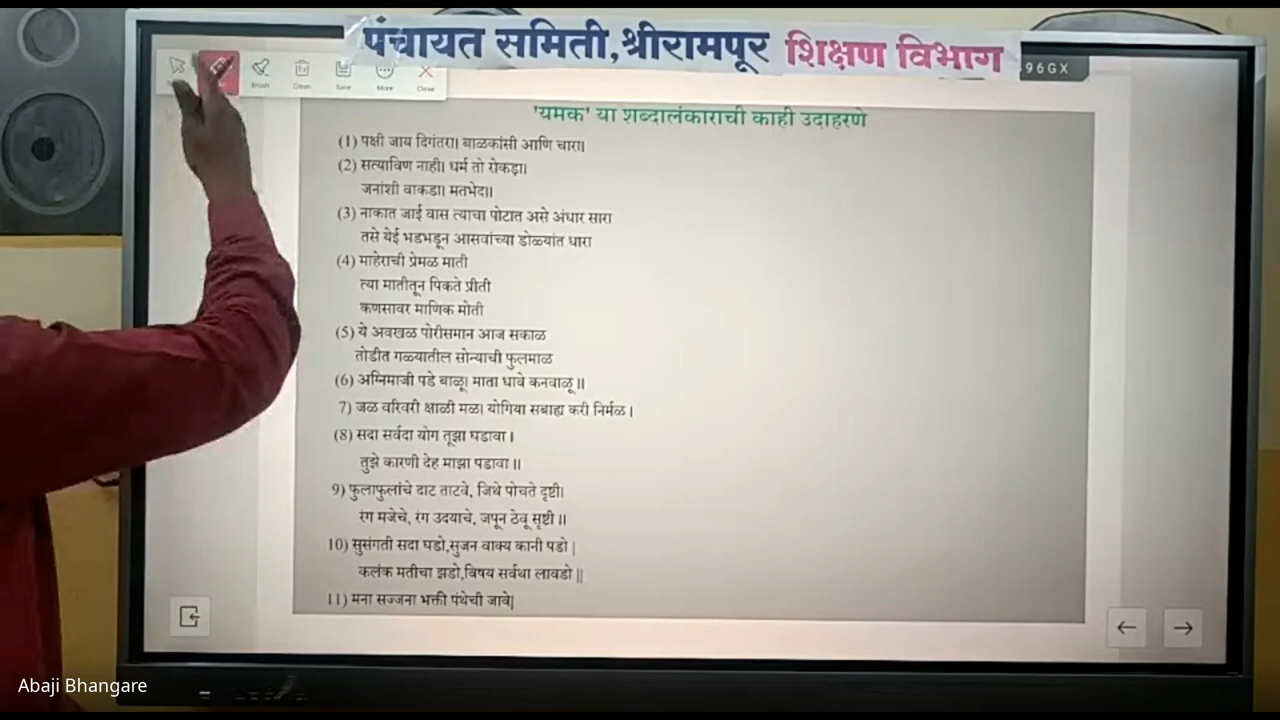 पंचायत समिती,श्रीरामपूर शिक्षण विभाग
96GX
Brush Clean Save More Close
'यमक' या शब्दालंकाराची काही उदाहरणे
(1) पक्षी जाय दिगंतरा। बाळकांसी आणि चारा।
(2) सत्याविण नाही। धर्म तो रोकडा।
जनांशी वाकडा। मतभेद॥
(3) नाकात जाई वास त्याचा पोटात असे अंधार सारा
तसे येई भडभडून आसवांच्या डोळ्यांत धारा
(4) माहेराची प्रेमळ माती
त्या मातीतून पिकते प्रीती
कणसावर माणिक मोती
(5) ये अवखळ पोरीसमान आज सकाळ
तोडीत गळ्यातील सोन्याची फुलमाळ
(6) अग्निमाजी पडे बाळू। माता धावे कनवाळू॥
7) जळ वरिवरी क्षाळी मळ। योगिया सबाह्य करी निर्मळ।
(8) सदा सर्वदा योग तूझा घडावा।
तुझे कारणी देह माझा पडावा॥
9) फुलाफुलांचे दाट ताटवे, जिथे पोचते दृष्टी।
रंग मजेचे, रंग उदयाचे, जपून ठेवू सृष्टी॥
10) सुसंगती सदा घडो,सुजन वाक्य कानी पडो|
कलंक मतीचा झडो,विषय सर्वथा लावडो||
11) मना सज्जना भक्ती पंथेची जावे|
Abaji Bhangare